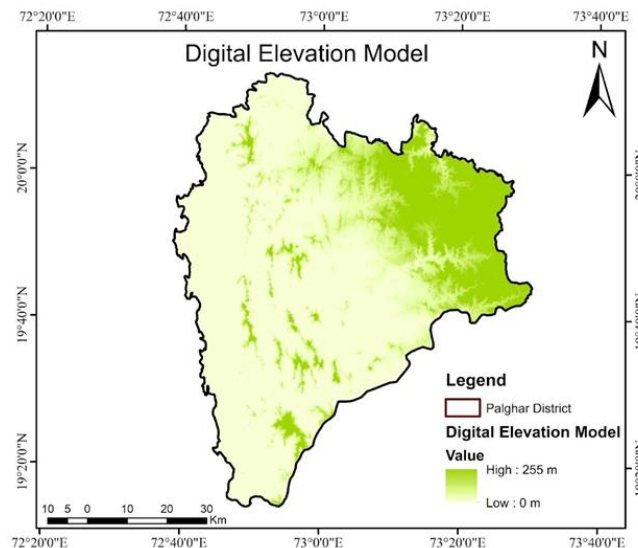 72°20'0"E 72°40'0"E 73°0'0"E 73°20'0"E 73°40'0"E
Digital Elevation Model
N
20°0'0"N
19°40'0"N
19°20'0"N
Legend
Palghar District
Digital Elevation Model
Value
High : 255 m
Low : 0 m
10 5 0 10 20 30
Km
72°20'0"E 72°40'0"E 73°0'0"E 73°20'0"E 73°40'0"E